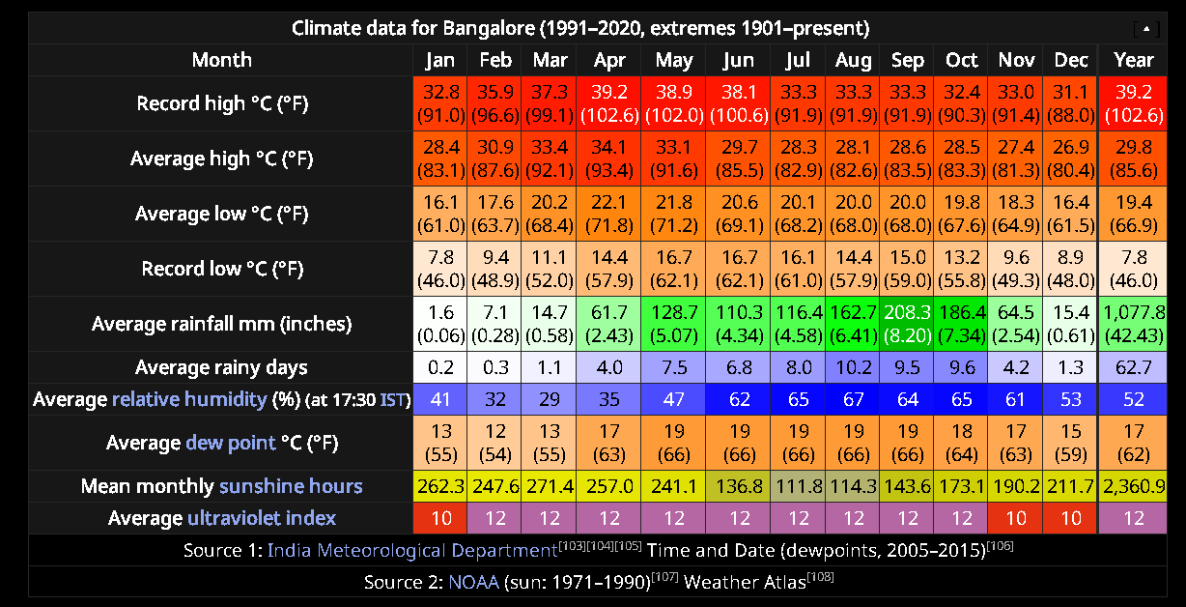 Climate data for Bangalore (1991–2020, extremes 1901–present) [▲]
Month Jan Feb Mar Apr May Jun Jul Aug Sep Oct Nov Dec Year
Record high °C (°F) 32.8 (91.0) 35.9 (96.6) 37.3 (99.1) 39.2 (102.6) 38.9 (102.0) 38.1 (100.6) 33.3 (91.9) 33.3 (91.9) 33.3 (91.9) 32.4 (90.3) 33.0 (91.4) 31.1 (88.0) 39.2 (102.6)
Average high °C (°F) 28.4 (83.1) 30.9 (87.6) 33.4 (92.1) 34.1 (93.4) 33.1 (91.6) 29.7 (85.5) 28.3 (82.9) 28.1 (82.6) 28.6 (83.5) 28.5 (83.3) 27.4 (81.3) 26.9 (80.4) 29.8 (85.6)
Average low °C (°F) 16.1 (61.0) 17.6 (63.7) 20.2 (68.4) 22.1 (71.8) 21.8 (71.2) 20.6 (69.1) 20.1 (68.2) 20.0 (68.0) 20.0 (68.0) 19.8 (67.6) 18.3 (64.9) 16.4 (61.5) 19.4 (66.9)
Record low °C (°F) 7.8 (46.0) 9.4 (48.9) 11.1 (52.0) 14.4 (57.9) 16.7 (62.1) 16.7 (62.1) 16.1 (61.0) 14.4 (57.9) 15.0 (59.0) 13.2 (55.8) 9.6 (49.3) 8.9 (48.0) 7.8 (46.0)
Average rainfall mm (inches) 1.6 (0.06) 7.1 (0.28) 14.7 (0.58) 61.7 (2.43) 128.7 (5.07) 110.3 (4.34) 116.4 (4.58) 162.7 (6.41) 208.3 (8.20) 186.4 (7.34) 64.5 (2.54) 15.4 (0.61) 1,077.8 (42.43)
Average rainy days 0.2 0.3 1.1 4.0 7.5 6.8 8.0 10.2 9.5 9.6 4.2 1.3 62.7
Average relative humidity (%) (at 17:30 IST) 41 32 29 35 47 62 65 67 64 65 61 53 52
Average dew point °C (°F) 13 (55) 12 (54) 13 (55) 17 (63) 19 (66) 19 (66) 19 (66) 19 (66) 19 (66) 18 (64) 17 (63) 15 (59) 17 (62)
Mean monthly sunshine hours 262.3 247.6 271.4 257.0 241.1 136.8 111.8 114.3 143.6 173.1 190.2 211.7 2,360.9
Average ultraviolet index 10 12 12 12 12 12 12 12 12 12 10 10 12
Source 1: India Meteorological Department[103][104][105] Time and Date (dewpoints, 2005–2015)[106]
Source 2: NOAA (sun: 1971–1990)[107] Weather Atlas[108]